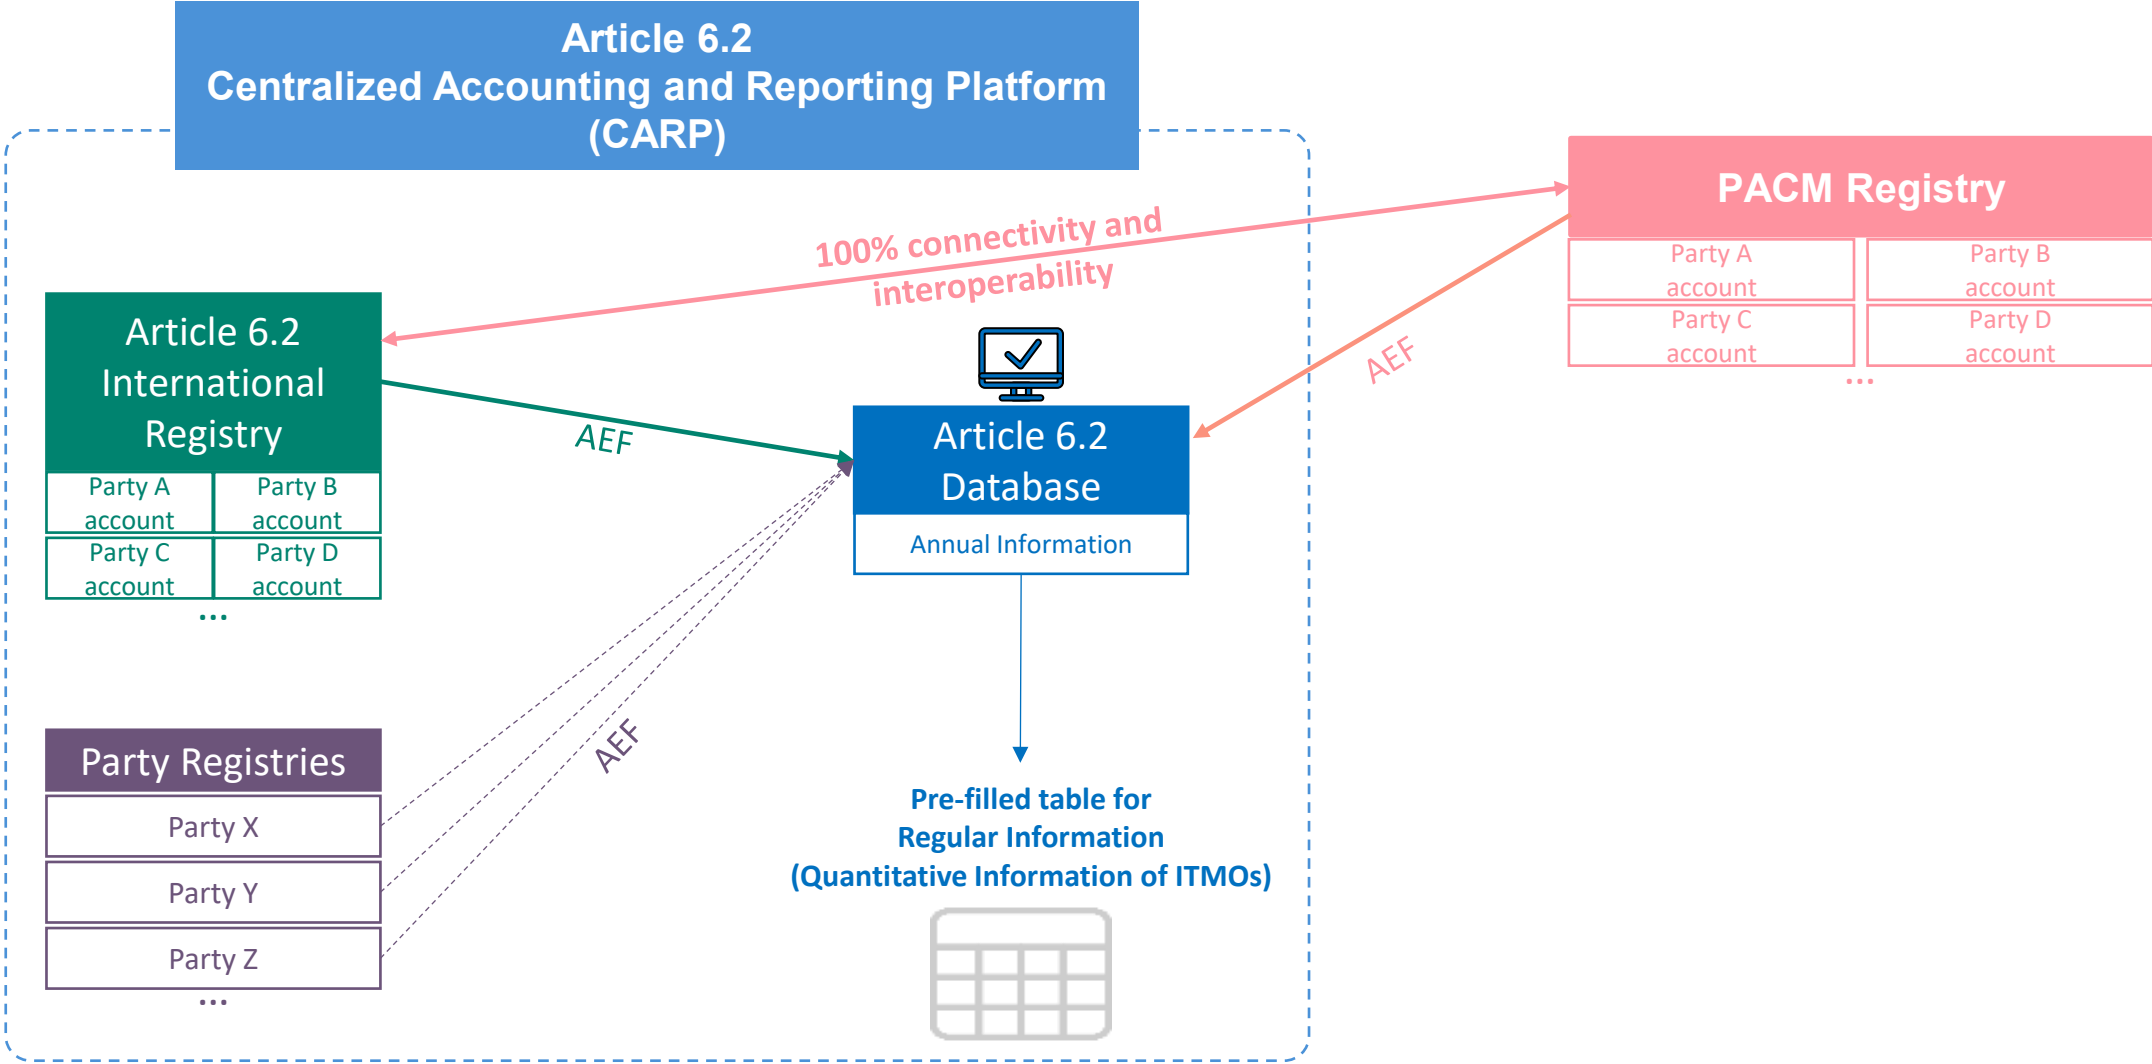 Article 6.2
Centralized Accounting and Reporting Platform
(CARP)
PACM Registry
Party A
account
Party B
account
Party C
account
Party D
account
...
100% connectivity and
interoperability
AEF
Article 6.2
International
Registry
Party A
account
Party B
account
Party C
account
Party D
account
...
AEF
Article 6.2
Database
Annual Information
Party Registries
Party X
Party Y
Party Z
...
AEF
Pre-filled table for
Regular Information
(Quantitative Information of ITMOs)